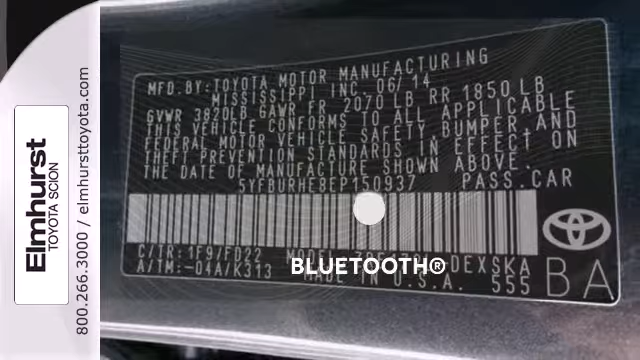 Elmhurst
TOYOTA SCION
800.266.3000 / elmhursttoyota.com
MFD. BY: TOYOTA MOTOR MANUFACTURING
MISSISSIPPI INC. 06/14
GVWR 3820LB GAWR FR 2070 LB RR 1850 LB
THIS VEHICLE CONFORMS TO ALL APPLICABLE
FEDERAL MOTOR VEHICLE SAFETY, BUMPER, AND
THEFT PREVENTION STANDARDS IN EFFECT ON
THE DATE OF MANUFACTURE SHOWN ABOVE.
5YFBURHE8EP150937 PASS. CAR
C/TR: 1F9/FD22 MODEL: DEXSKA
A/TM: -04A/K313 MADE IN U.S.A. 555 BA
BLUETOOTH®